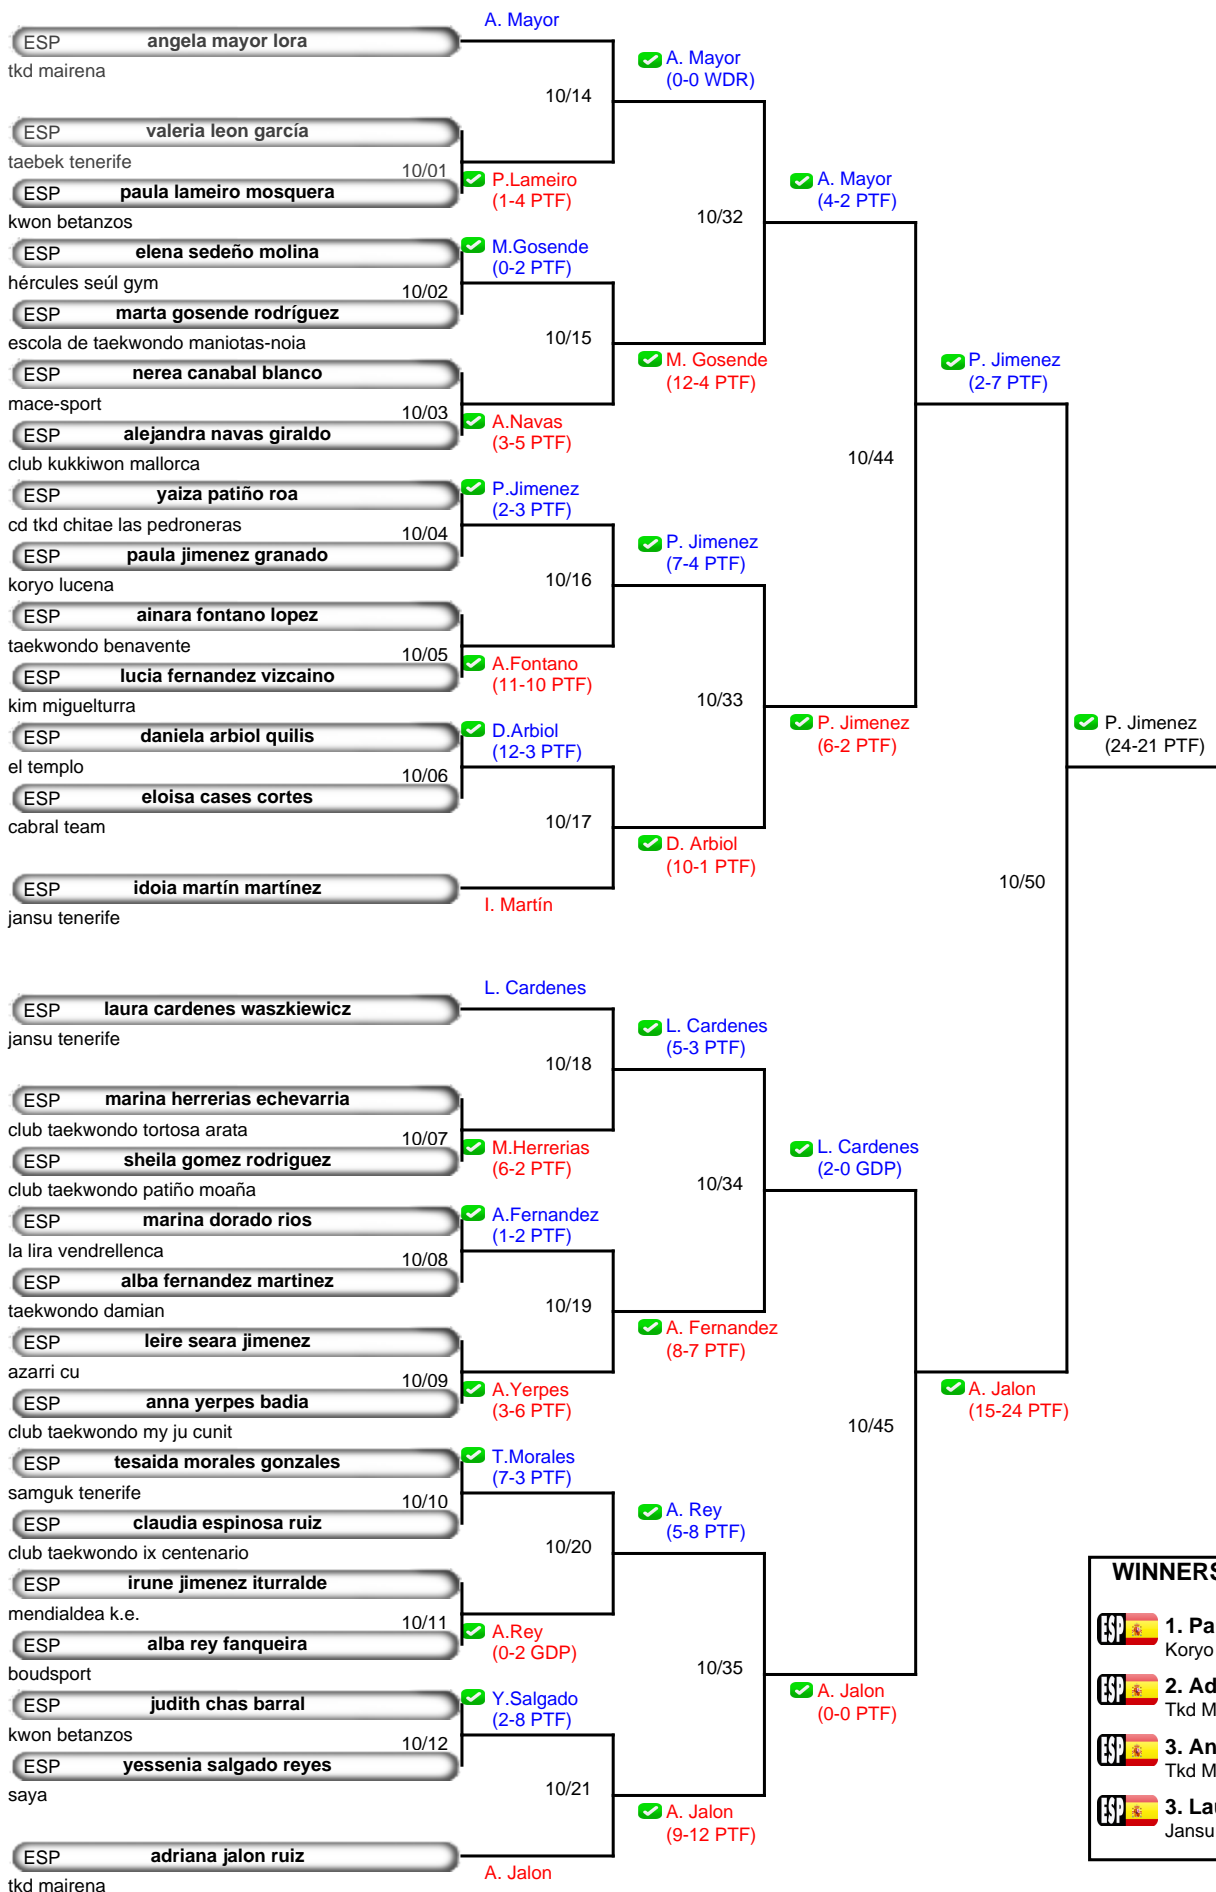 A. Mayor
ESP angela mayor lora
tkd mairena
A. Mayor
(0-0 WDR)
10/14
ESP valeria leon garcía
taebek tenerife
10/01
ESP paula lameiro mosquera
kwon betanzos
P.Lameiro
(1-4 PTF)
A. Mayor
(4-2 PTF)
10/32
ESP elena sedeño molina
hércules seúl gym
M.Gosende
(0-2 PTF)
10/02
ESP marta gosende rodríguez
escola de taekwondo maniotas-noia
10/15
M. Gosende
(12-4 PTF)
ESP nerea canabal blanco
mace-sport
10/03
ESP alejandra navas giraldo
club kukkiwon mallorca
A.Navas
(3-5 PTF)
P. Jimenez
(2-7 PTF)
10/44
ESP yaiza patiño roa
cd tkd chitae las pedroneras
P.Jimenez
(2-3 PTF)
10/04
ESP paula jimenez granado
koryo lucena
P. Jimenez
(7-4 PTF)
10/16
ESP ainara fontano lopez
taekwondo benavente
10/05
ESP lucia fernandez vizcaino
kim miguelturra
A.Fontano
(11-10 PTF)
10/33
P. Jimenez
(6-2 PTF)
P. Jimenez
(24-21 PTF)
ESP daniela arbiol quilis
el templo
D.Arbiol
(12-3 PTF)
10/06
ESP eloisa cases cortes
cabral team
10/17
D. Arbiol
(10-1 PTF)
ESP idoia martín martínez
jansu tenerife
I. Martín
10/50
L. Cardenes
ESP laura cardenes waszkiewicz
jansu tenerife
L. Cardenes
(5-3 PTF)
10/18
ESP marina herrerias echevarria
club taekwondo tortosa arata
10/07
ESP sheila gomez rodriguez
club taekwondo patiño moaña
M.Herrerias
(6-2 PTF)
L. Cardenes
(2-0 GDP)
10/34
ESP marina dorado rios
la lira vendrellenca
A.Fernandez
(1-2 PTF)
10/08
ESP alba fernandez martinez
taekwondo damian
10/19
A. Fernandez
(8-7 PTF)
ESP leire seara jimenez
azarri cu
10/09
ESP anna yerpes badia
club taekwondo my ju cunit
A.Yerpes
(3-6 PTF)
A. Jalon
(15-24 PTF)
10/45
ESP tesaida morales gonzales
samguk tenerife
T.Morales
(7-3 PTF)
10/10
ESP claudia espinosa ruiz
club taekwondo ix centenario
A. Rey
(5-8 PTF)
10/20
ESP irune jimenez iturralde
mendialdea k.e.
10/11
ESP alba rey fanqueira
boudsport
A.Rey
(0-2 GDP)
10/35
A. Jalon
(0-0 PTF)
ESP judith chas barral
kwon betanzos
Y.Salgado
(2-8 PTF)
10/12
ESP yessenia salgado reyes
saya
10/21
A. Jalon
(9-12 PTF)
ESP adriana jalon ruiz
tkd mairena
A. Jalon
WINNERS
ESP 1. Pa
Koryo
ESP 2. Ad
Tkd M
ESP 3. An
Tkd M
ESP 3. Lau
Jansu